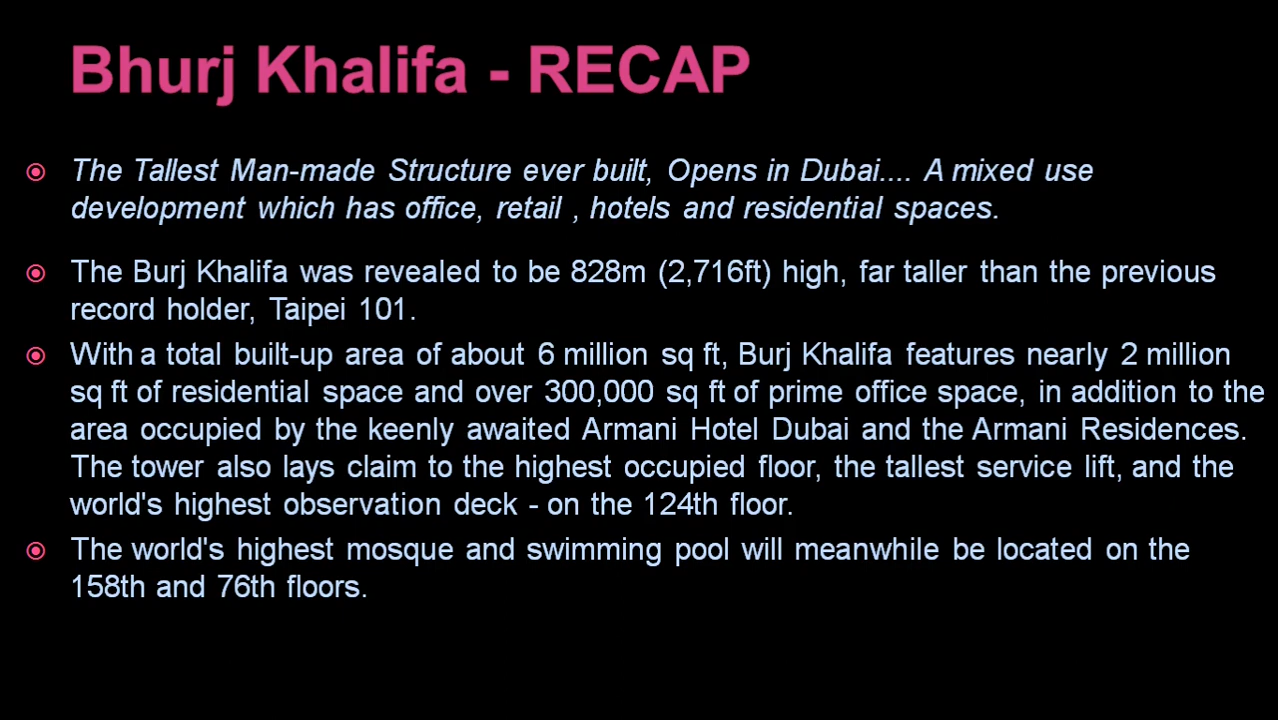 Bhurj Khalifa - RECAP
The Tallest Man-made Structure ever built, Opens in Dubai.... A mixed use
development which has office, retail , hotels and residential spaces.
The Burj Khalifa was revealed to be 828m (2,716ft) high, far taller than the previous
record holder, Taipei 101.
With a total built-up area of about 6 million sq ft, Burj Khalifa features nearly 2 million
sq ft of residential space and over 300,000 sq ft of prime office space, in addition to the
area occupied by the keenly awaited Armani Hotel Dubai and the Armani Residences.
The tower also lays claim to the highest occupied floor, the tallest service lift, and the
world's highest observation deck - on the 124th floor.
The world's highest mosque and swimming pool will meanwhile be located on the
158th and 76th floors.